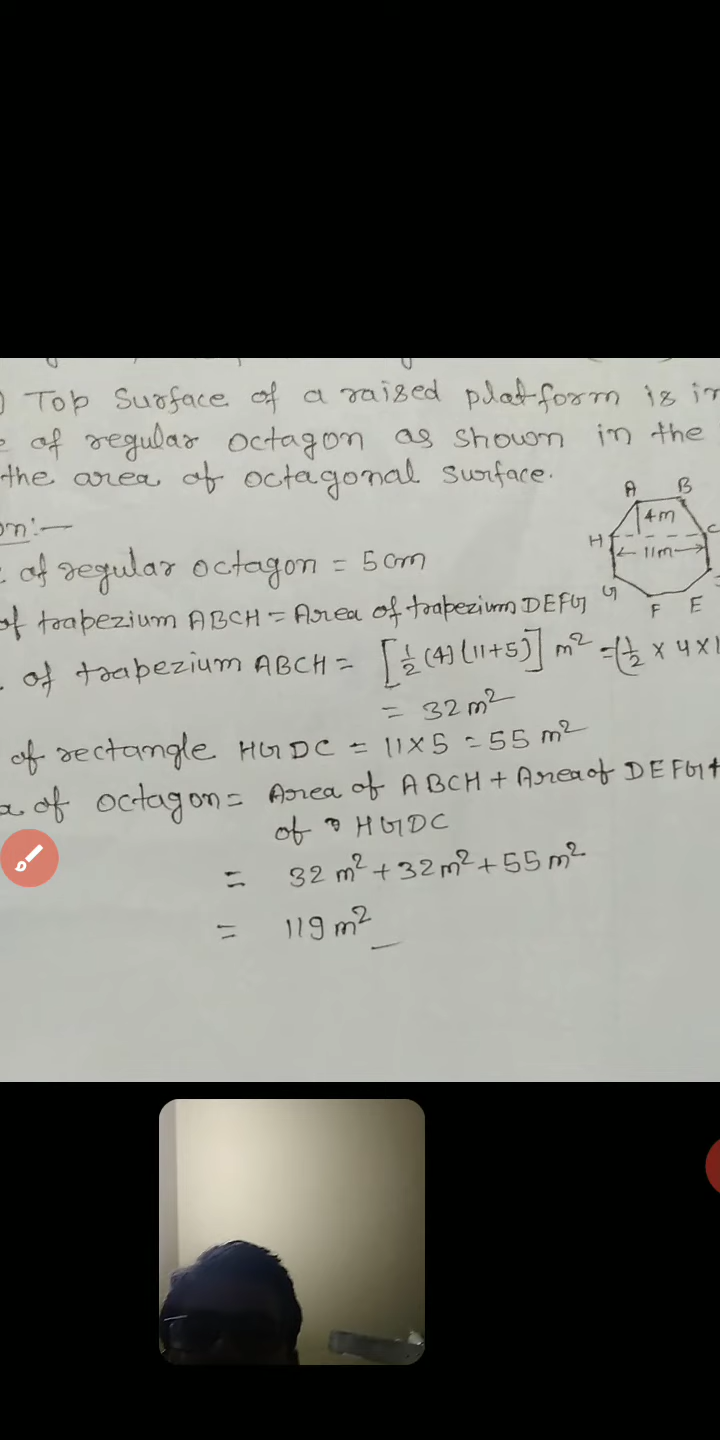 ) Top Surface of a raised platform is in
e of regular octagon as shown in the
the area of octagonal surface.
on:—
of regular octagon = 5cm
of trapezium ABCH = Area of trapezium DEFG
of trapezium ABCH = [1/2 (4) (11+5)] m² = (1/2 × 4 × 1
= 32 m²
of rectangle HGDC = 11 × 5 = 55 m²
a of octagon = Area of ABCH + Area of DEFG +
of HGDC
= 32 m² + 32 m² + 55 m²
= 119 m²
A B
4m
H C
11m
G
F E